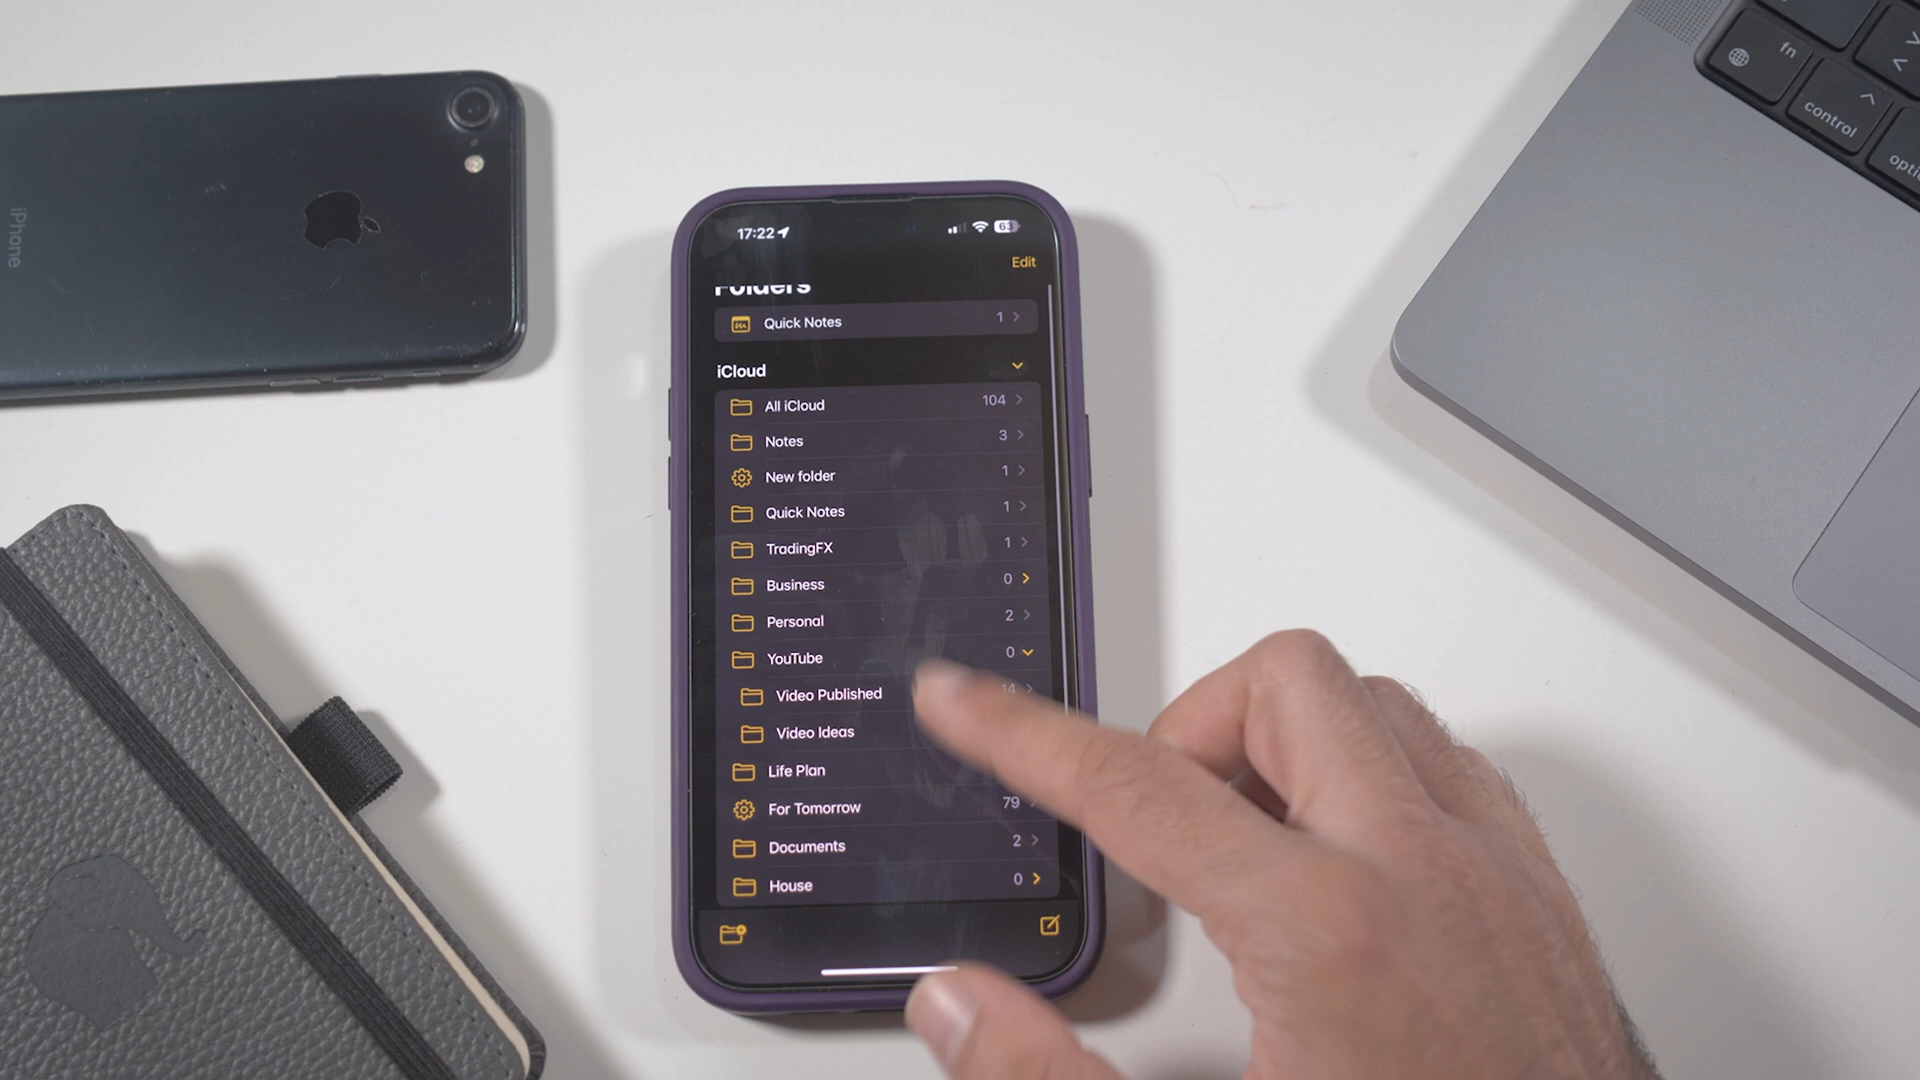 iPhone
17:22
63
Edit
Folders
Quick Notes 1
iCloud
All iCloud 104
Notes 3
New folder 1
Quick Notes 1
TradingFX 1
Business 0
Personal 2
YouTube 0
Video Published 14
Video Ideas
Life Plan
For Tomorrow 79
Documents 2
House 0
fn
control